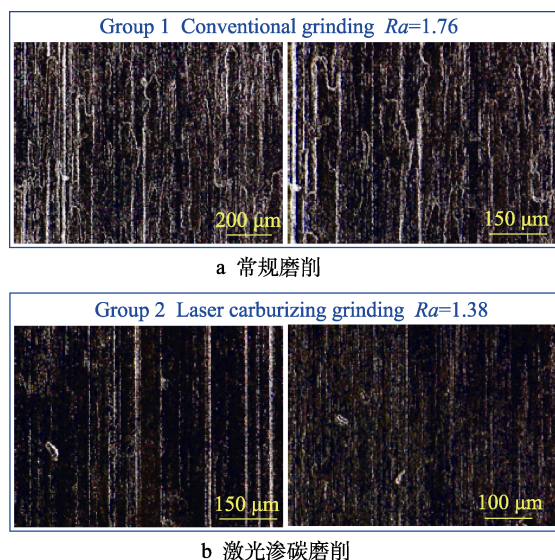 Group 1 Conventional grinding Ra=1.76
200 μm
150 μm
a 常规磨削
Group 2 Laser carburizing grinding Ra=1.38
150 μm
100 μm
b 激光渗碳磨削